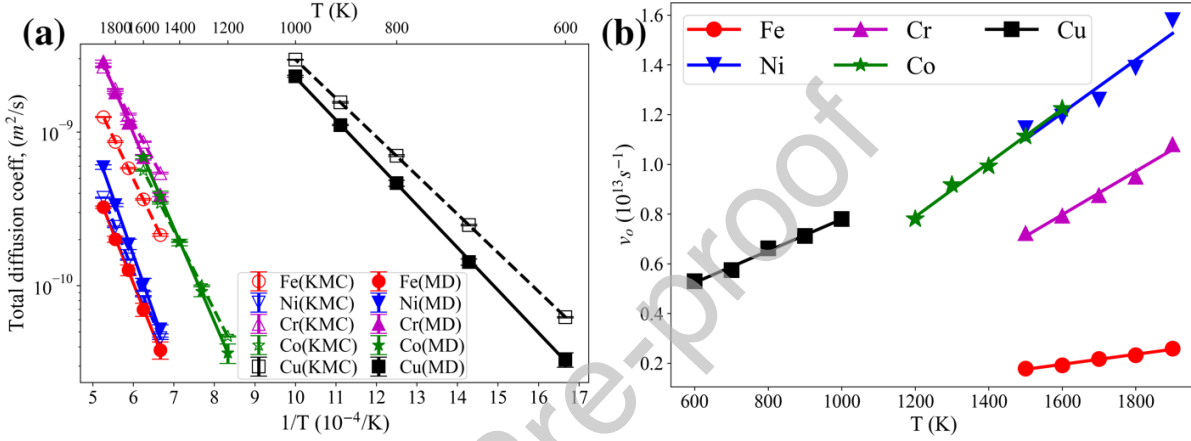 T (K)
1800 1600 1400 1200 1000 800 600
(a)
Total diffusion coeff, (m²/s)
10⁻⁹
10⁻¹⁰
Fe(KMC) Fe(MD)
Ni(KMC) Ni(MD)
Cr(KMC) Cr(MD)
Co(KMC) Co(MD)
Cu(KMC) Cu(MD)
5 6 7 8 9 10 11 12 13 14 15 16 17
1/T (10⁻⁴/K)
(b)
Fe Cr Cu
Ni Co
νₒ (10¹³s⁻¹)
1.6
1.4
1.2
1.0
0.8
0.6
0.4
0.2
600 800 1000 1200 1400 1600 1800
T (K)
re-proof